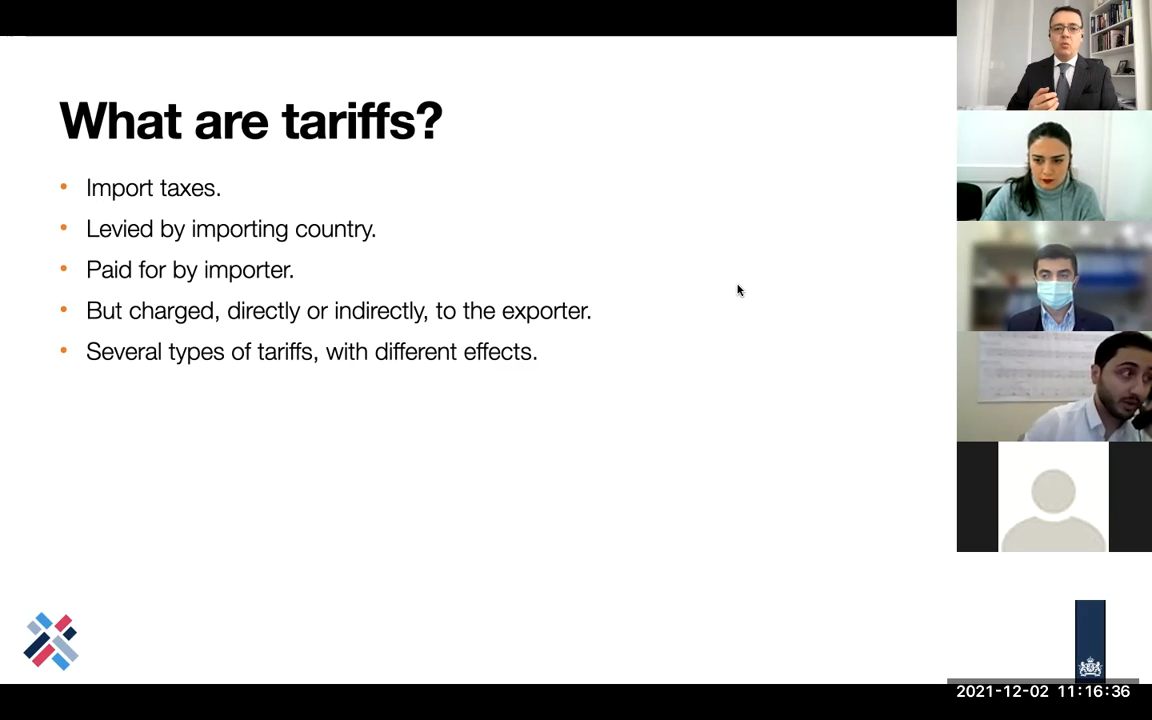 What are tariffs?
• Import taxes.
• Levied by importing country.
• Paid for by importer.
• But charged, directly or indirectly, to the exporter.
• Several types of tariffs, with different effects.
2021-12-02 11:16:36